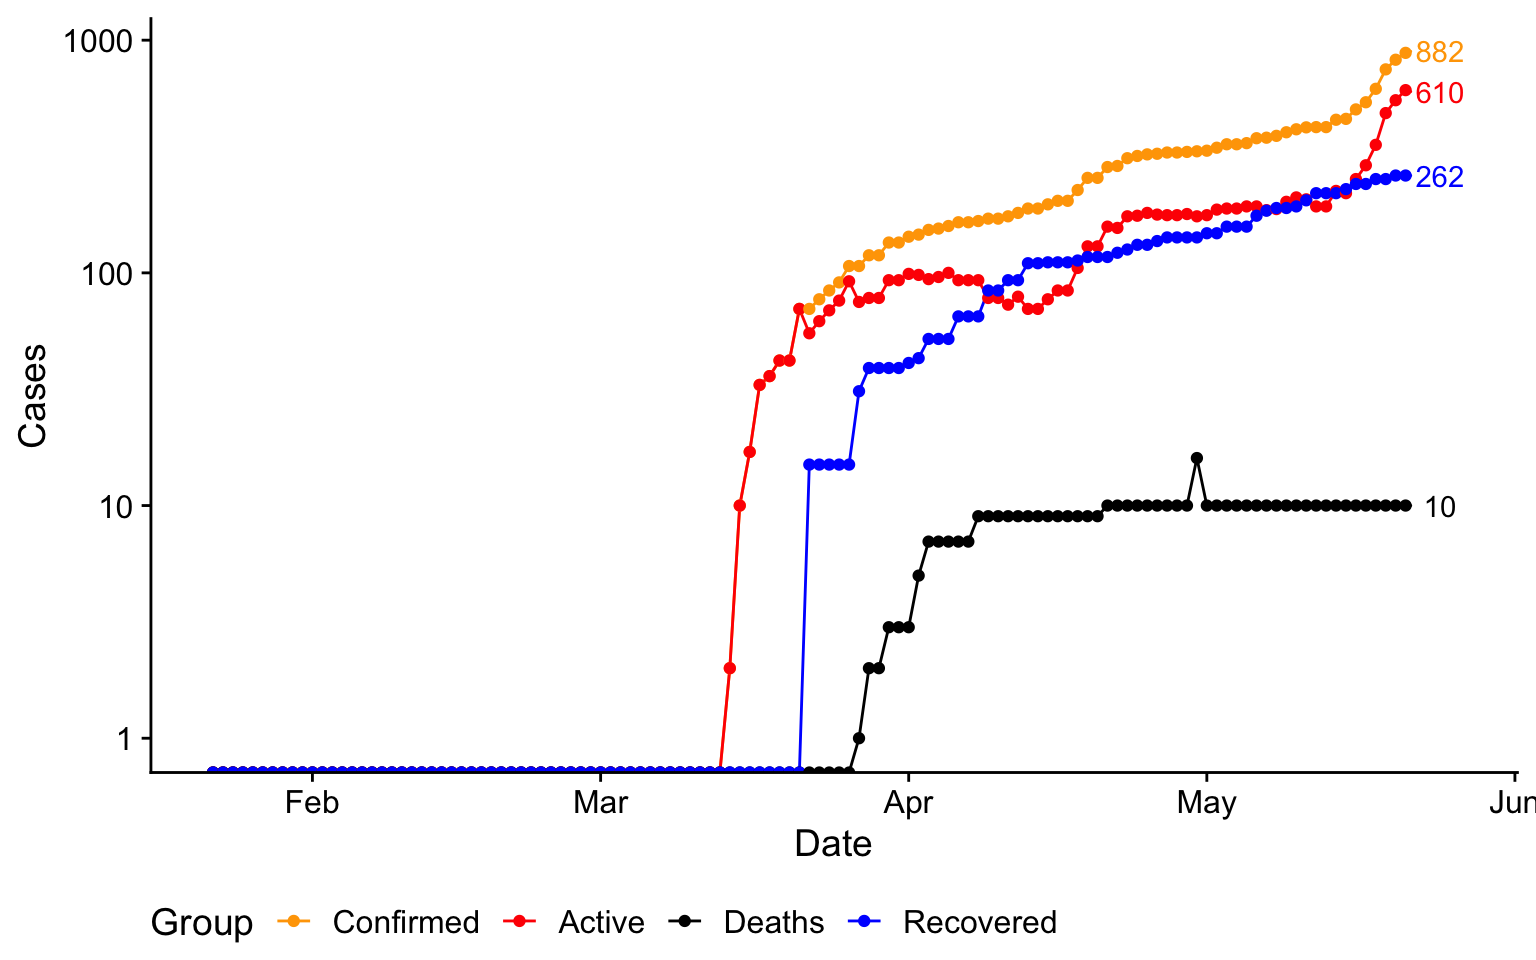 1000
100
10
1
Cases
882
610
262
10
Feb Mar Apr May Jun
Date
Group Confirmed Active Deaths Recovered